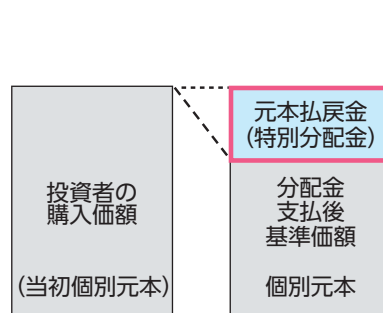 投資者の
購入価額
(当初個別元本)
元本払戻金
(特別分配金)
分配金
支払後
基準価額
個別元本